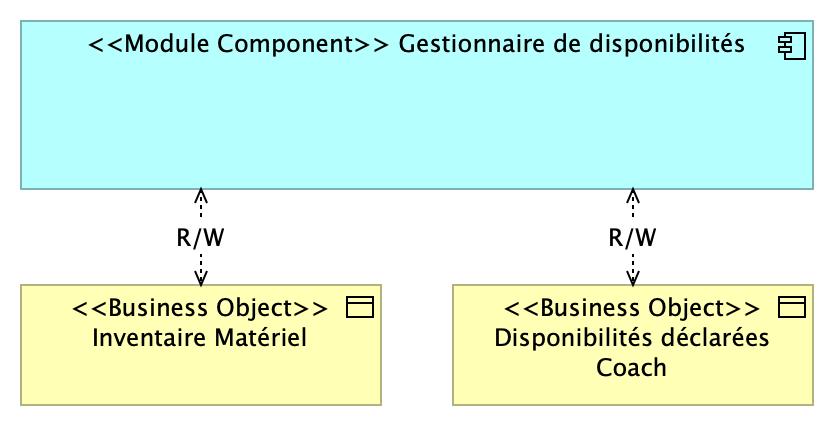 <<Module Component>> Gestionnaire de disponibilités
R/W
R/W
<<Business Object>>
Inventaire Matériel
<<Business Object>>
Disponibilités déclarées
Coach